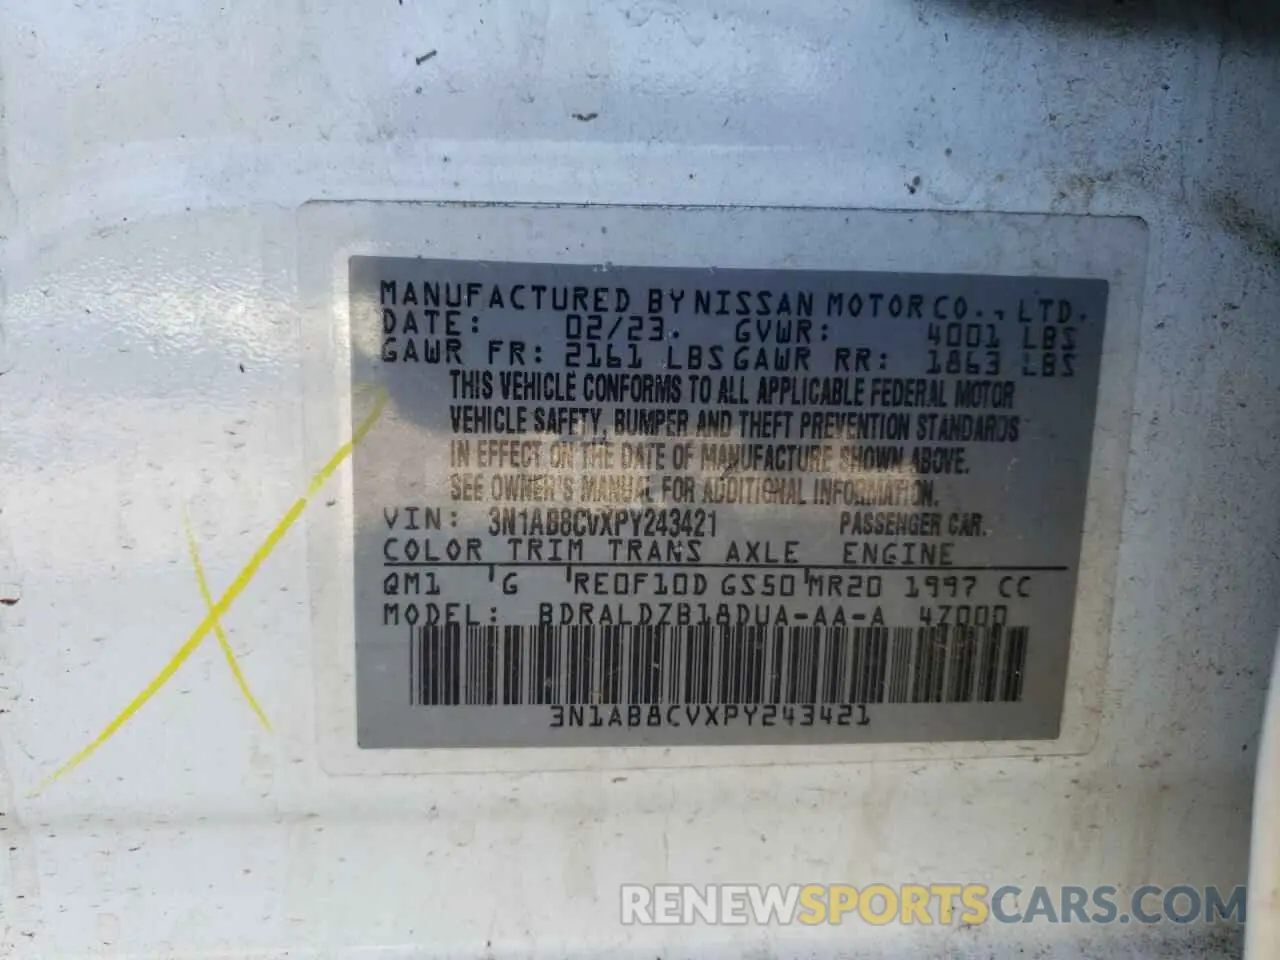 MANUFACTURED BY NISSAN MOTOR CO., LTD.
DATE: 02/23. GVWR: 4001 LBS
GAWR FR: 2161 LBS GAWR RR: 1863 LBS
THIS VEHICLE CONFORMS TO ALL APPLICABLE FEDERAL MOTOR
VEHICLE SAFETY, BUMPER AND THEFT PREVENTION STANDARDS
IN EFFECT ON THE DATE OF MANUFACTURE SHOWN ABOVE.
SEE OWNER'S MANUAL FOR ADDITIONAL INFORMATION.
VIN: 3N1AB8CVXPY243421 PASSENGER CAR.
COLOR TRIM TRANS AXLE ENGINE
QM1 G RE0F10D GS50 MR20 1997 CC
MODEL: BDRALDZB18DUA-AA-A 4Z000
3N1AB8CVXPY243421
RENEWSPORTSCARS.COM